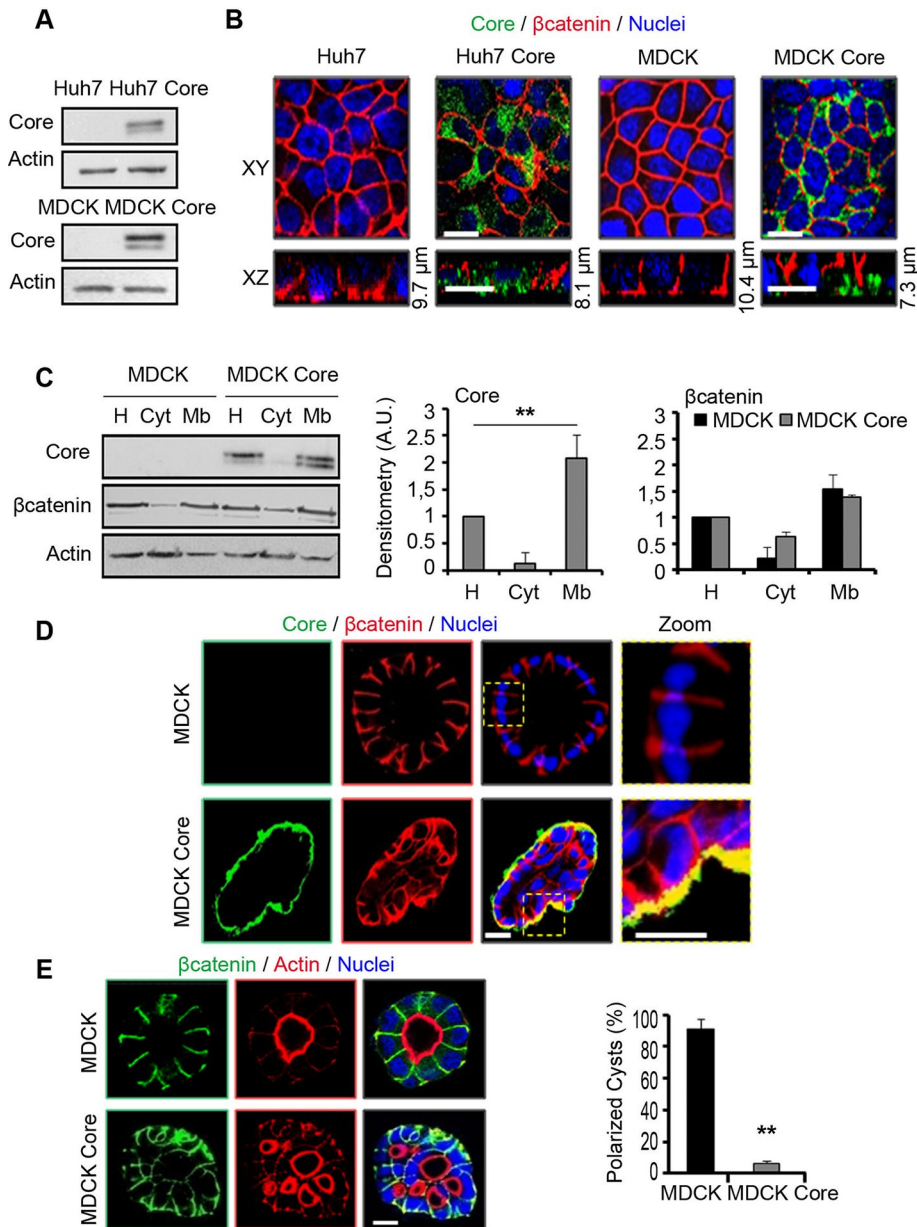 A
Huh7 Huh7 Core
Core
Actin
MDCK MDCK Core
Core
Actin
B
Core / βcatenin / Nuclei
Huh7 Huh7 Core MDCK MDCK Core
XY
XZ
9.7 µm
8.1 µm
10.4 µm
7.3 µm
C
MDCK MDCK Core
H Cyt Mb H Cyt Mb
Core
βcatenin
Actin
Core
Densitometry (A.U.)
**
3
2.5
2
1,5
1
0.5
0
H Cyt Mb
βcatenin
MDCK MDCK Core
3
2.5
2
1,5
1
0.5
0
H Cyt Mb
D
Core / βcatenin / Nuclei Zoom
MDCK
MDCK Core
E
βcatenin / Actin / Nuclei
MDCK
MDCK Core
Polarized Cysts (%)
100
80
60
40
20
0
**
MDCK MDCK Core